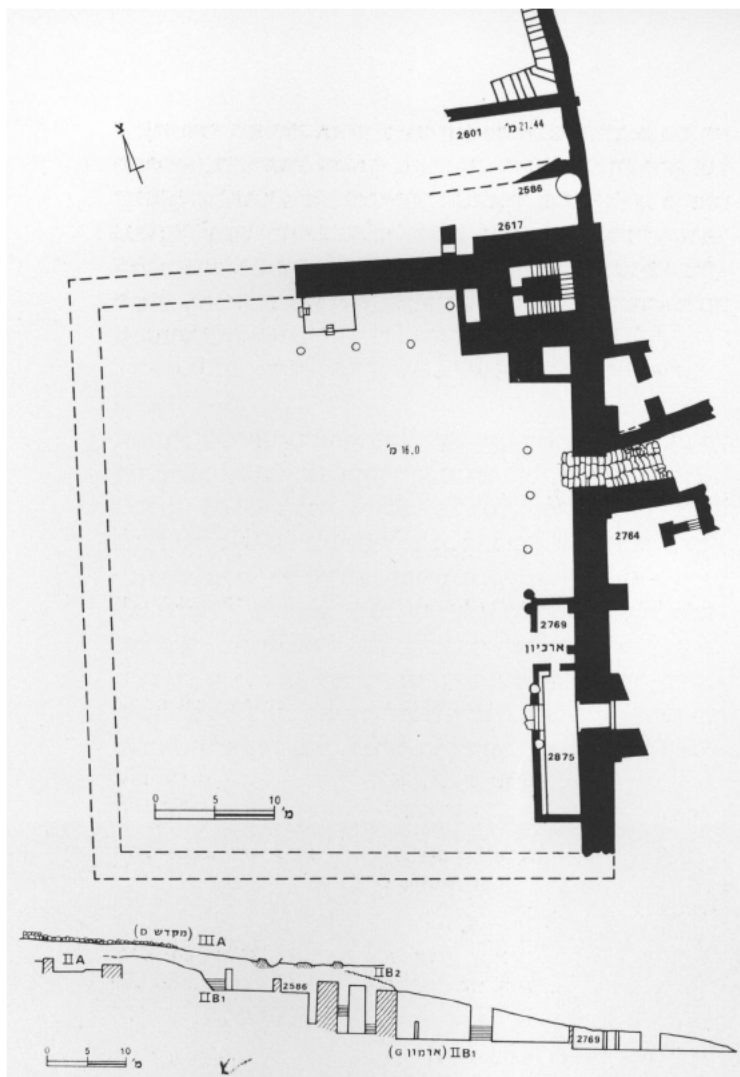 צ
2601
21.44 מ'
2586
2617
16.0 מ'
2764
2769
ארכיון
2875
0 5 10 מ'
(מקדש D) IIIA
IIA
IIB2
IIB1
2586
2769
(ארמון G) IIB1
0 5 10 מ'
צ